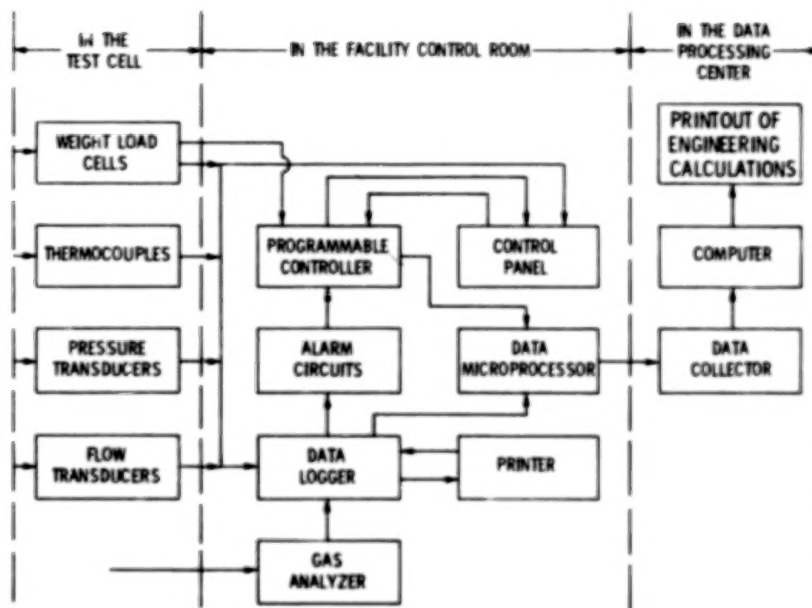 IN THE
TEST CELL
IN THE FACILITY CONTROL ROOM
IN THE DATA
PROCESSING
CENTER
WEIGHT LOAD
CELLS
PRINTOUT OF
ENGINEERING
CALCULATIONS
THERMOCOUPLES
PROGRAMMABLE
CONTROLLER
CONTROL
PANEL
COMPUTER
PRESSURE
TRANSDUCERS
ALARM
CIRCUITS
DATA
MICROPROCESSOR
DATA
COLLECTOR
FLOW
TRANSDUCERS
DATA
LOGGER
PRINTER
GAS
ANALYZER